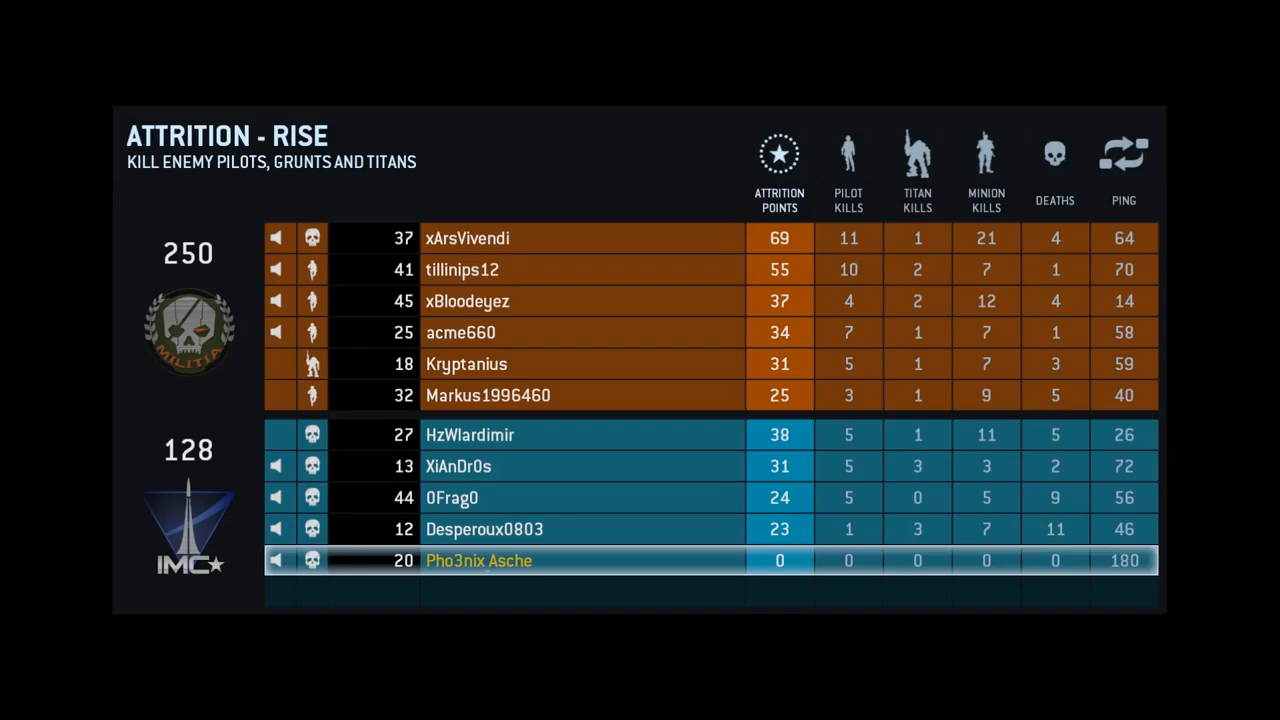 ATTRITION - RISE
KILL ENEMY PILOTS, GRUNTS AND TITANS
ATTRITION POINTS PILOT KILLS TITAN KILLS MINION KILLS DEATHS PING
250
MILITIA
37 xArsVivendi 69 11 1 21 4 64
41 tillinips12 55 10 2 7 1 70
45 xBloodeyez 37 4 2 12 4 14
25 acme660 34 7 1 7 1 58
18 Kryptanius 31 5 1 7 3 59
32 Markus1996460 25 3 1 9 5 40
128
IMC
27 HzWlardimir 38 5 1 11 5 26
13 XiAnDr0s 31 5 3 3 2 72
44 0Frag0 24 5 0 5 9 56
12 Desperoux0803 23 1 3 7 11 46
20 Pho3nix Asche 0 0 0 0 0 180